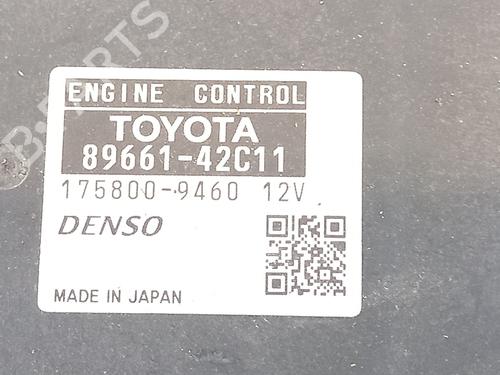 ENGINE CONTROL
TOYOTA
89661-42C11
175800-9460 12V
DENSO
MADE IN JAPAN